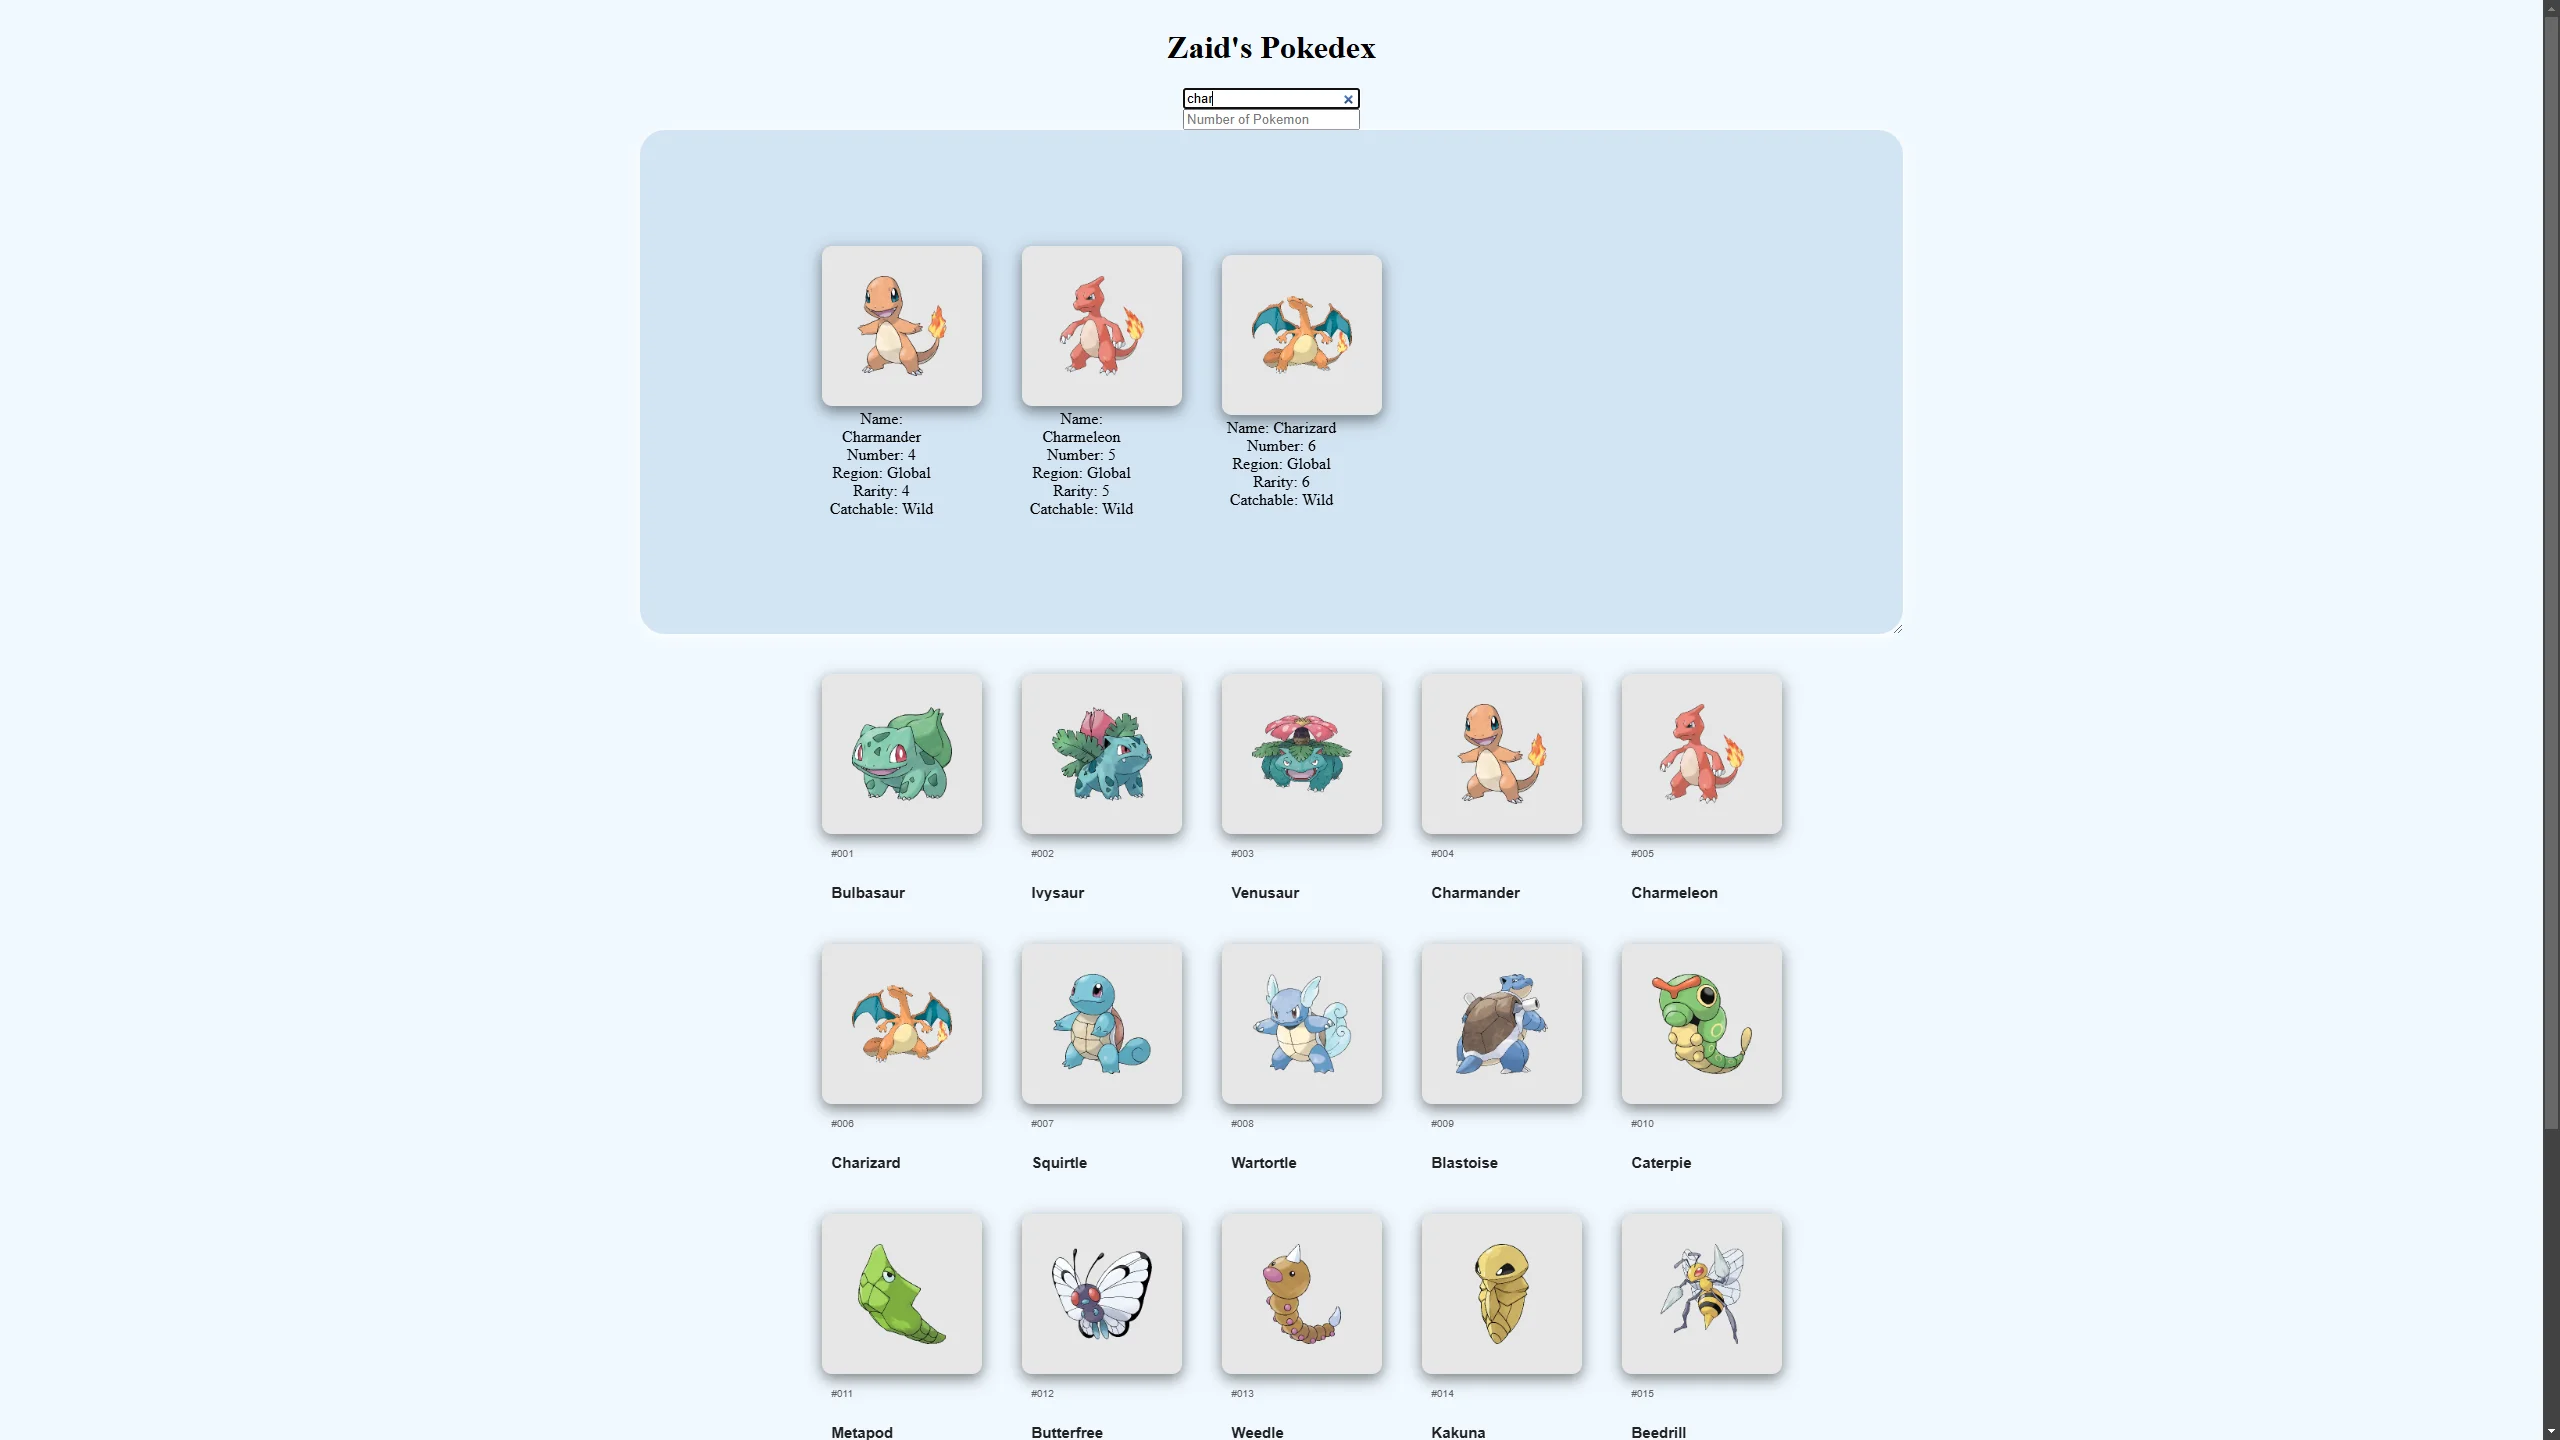 Zaid's Pokedex
char
Number of Pokemon
Name:
Charmander
Number: 4
Region: Global
Rarity: 4
Catchable: Wild
Name:
Charmeleon
Number: 5
Region: Global
Rarity: 5
Catchable: Wild
Name: Charizard
Number: 6
Region: Global
Rarity: 6
Catchable: Wild
#001
Bulbasaur
#002
Ivysaur
#003
Venusaur
#004
Charmander
#005
Charmeleon
#006
Charizard
#007
Squirtle
#008
Wartortle
#009
Blastoise
#010
Caterpie
#011
Metapod
#012
Butterfree
#013
Weedle
#014
Kakuna
#015
Beedrill